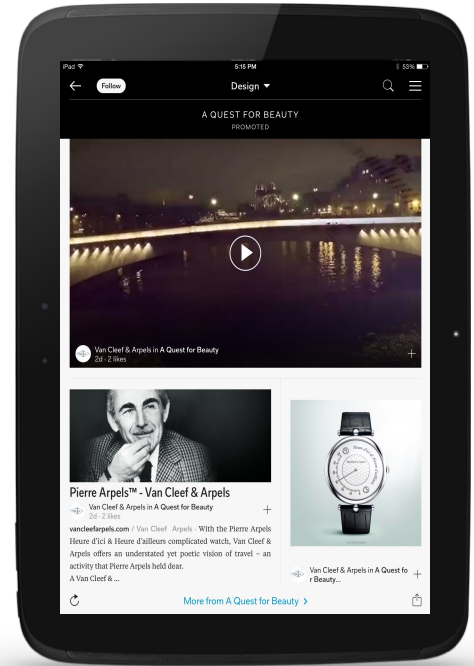 iPad
5:15 PM
53%
Follow
Design
A QUEST FOR BEAUTY
PROMOTED
Van Cleef & Arpels in A Quest for Beauty
2d · 2 likes
Pierre Arpels™ - Van Cleef & Arpels
Van Cleef & Arpels in A Quest for Beauty
2d · 2 likes
vancleefarpels.com / Van Cleef Arpels - With the Pierre Arpels
Heure d'ici & Heure d'ailleurs complicated watch, Van Cleef &
Arpels offers an understated yet poetic vision of travel – an
activity that Pierre Arpels held dear.
A Van Cleef & ...
Van Cleef & Arpels in A Quest fo
r Beauty...
More from A Quest for Beauty >